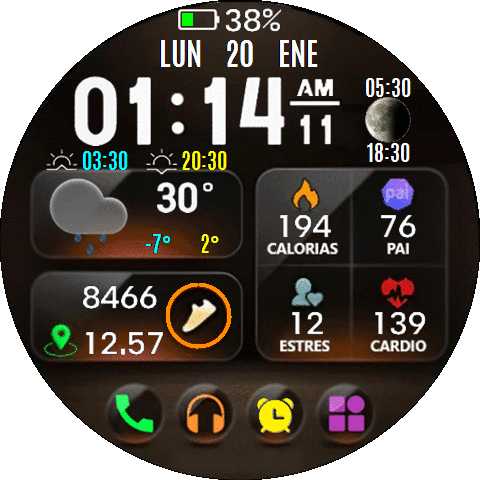 38%
LUN 20 ENE
01:14 AM 11
05:30
18:30
03:30 20:30
30°
-7° 2°
8466
12.57
pai
194 76
CALORIAS PAI
12 139
ESTRES CARDIO